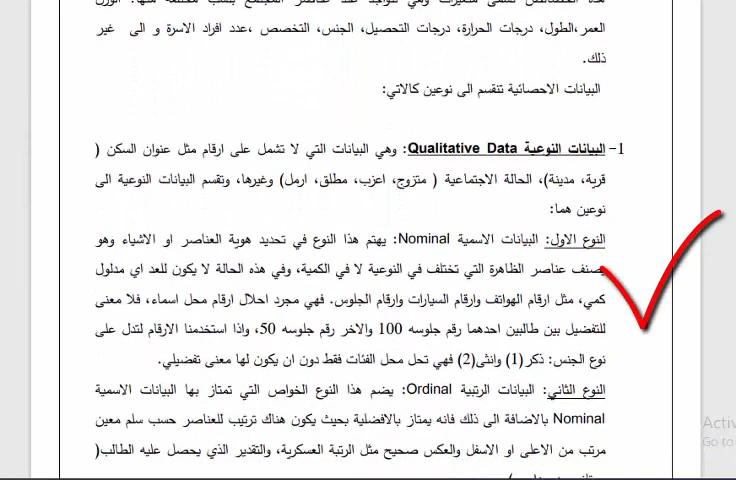 العمر،الطول، درجات الحرارة، درجات التحصيل، الجنس، التخصص ،عدد افراد الاسرة و الى غير
ذلك.
البيانات الاحصائية تنقسم الى نوعين كالاتي:
1- البيانات النوعية Qualitative Data: وهي البيانات التي لا تشمل على ارقام مثل عنوان السكن (
قرية، مدينة)، الحالة الاجتماعية ( متزوج، اعزب، مطلق، ارمل) وغيرها، وتقسم البيانات النوعية الى
نوعين هما:
النوع الاول: البيانات الاسمية Nominal: يهتم هذا النوع في تحديد هوية العناصر او الاشياء وهو
يصنف عناصر الظاهرة التي تختلف في النوعية لا في الكمية، وفي هذه الحالة لا يكون للعد اي مدلول
كمي، مثل ارقام الهواتف وارقام السيارات وارقام الجلوس. فهي مجرد احلال ارقام محل اسماء، فلا معنى
للتفضيل بين طالبين احدهما رقم جلوسه 100 والاخر رقم جلوسه 50، واذا استخدمنا الارقام لتدل على
نوع الجنس: ذكر(1) وانثى(2) فهي تحل محل الفئات فقط دون ان يكون لها معنى تفضيلي.
النوع الثاني: البيانات الرتبية Ordinal: يضم هذا النوع الخواص التي تمتاز بها البيانات الاسمية
Nominal بالاضافة الى ذلك فانه يمتاز بالافضلية بحيث يكون هناك ترتيب للعناصر حسب سلم معين
مرتب من الاعلى او الاسفل والعكس صحيح مثل الرتبة العسكرية، والتقدير الذي يحصل عليه الطالب(
Go to